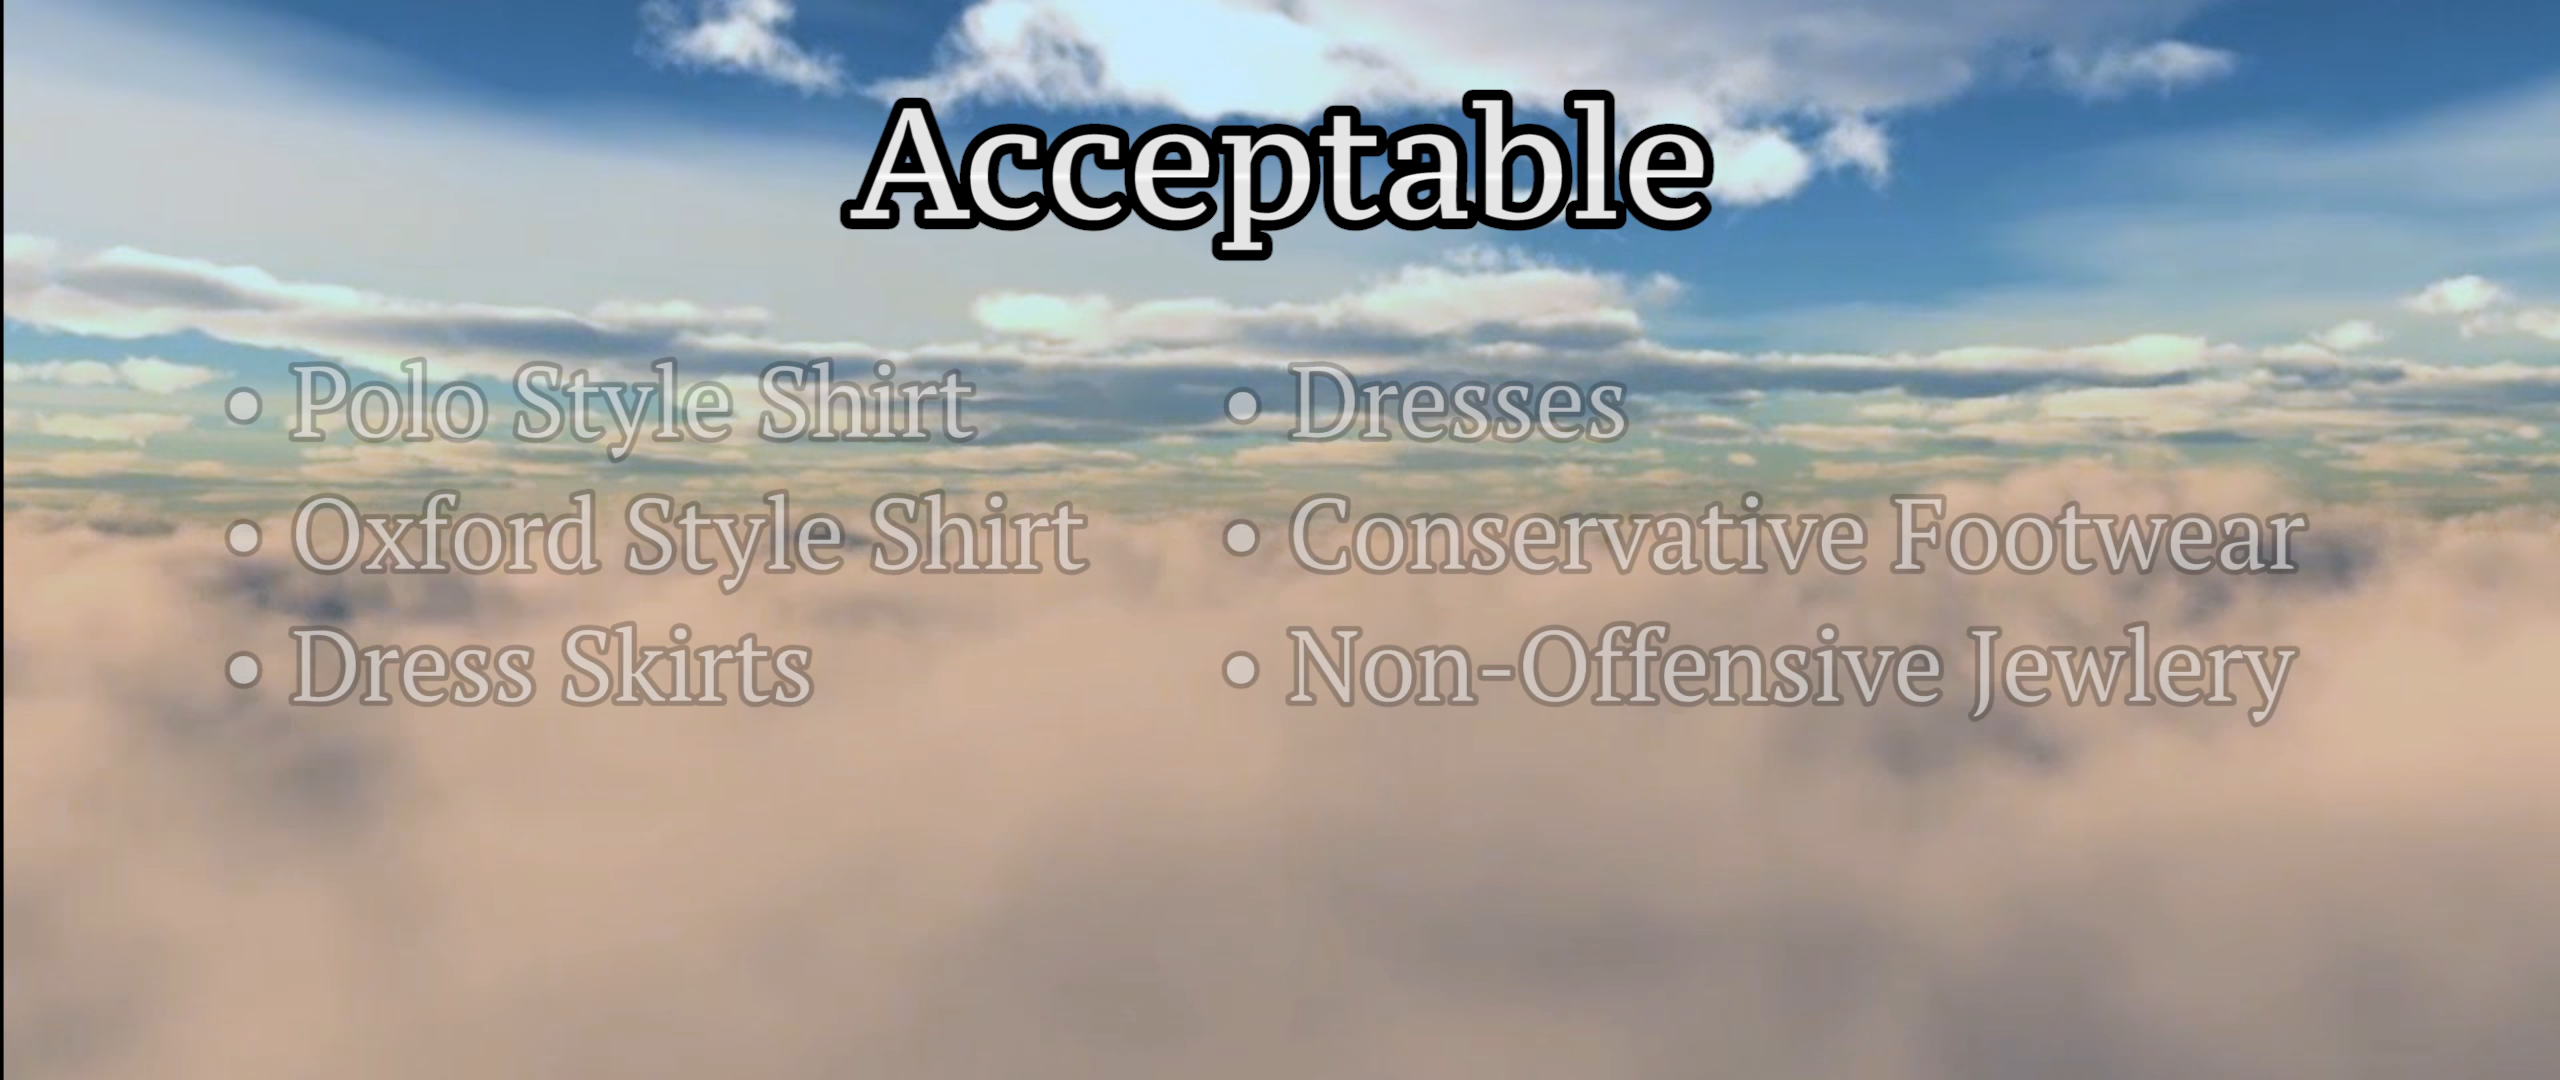 Acceptable
• Polo Style Shirt
• Oxford Style Shirt
• Dress Skirts
• Dresses
• Conservative Footwear
• Non-Offensive Jewlery